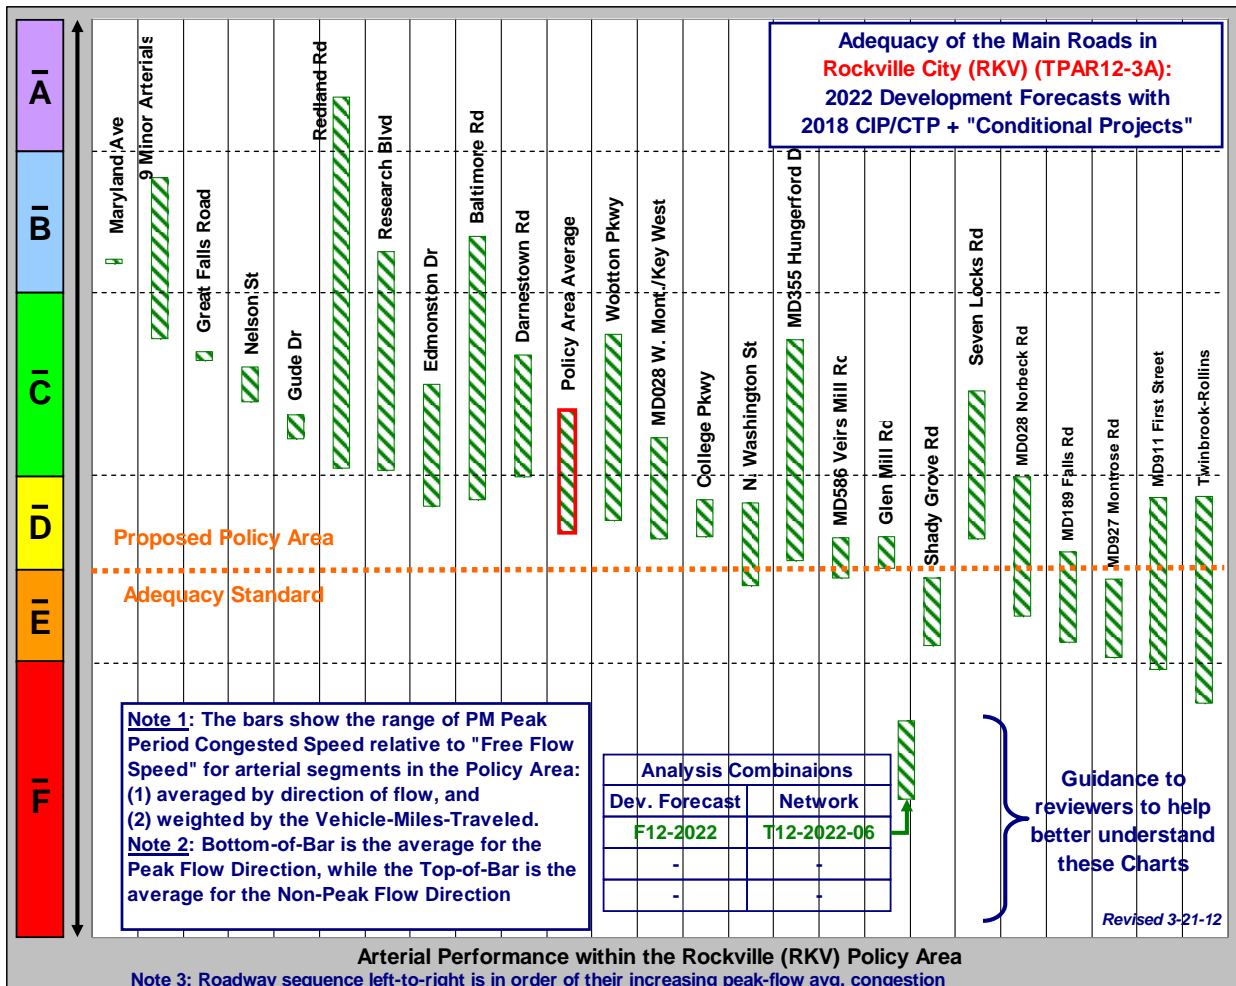 Adequacy of the Main Roads in
Rockville City (RKV) (TPAR12-3A):
2022 Development Forecasts with
2018 CIP/CTP + "Conditional Projects"
A
B
C
D
E
F
Maryland Ave
9 Minor Arterials
Great Falls Road
Nelson St
Gude Dr
Redland Rd
Research Blvd
Edmonston Dr
Baltimore Rd
Darnestown Rd
Policy Area Average
Wootton Pkwy
MD028 W. Mont./Key West
College Pkwy
N. Washington St
MD355 Hungerford D
MD586 Veirs Mill Rd
Glen Mill Rd
Shady Grove Rd
Seven Locks Rd
MD028 Norbeck Rd
MD189 Falls Rd
MD927 Montrose Rd
MD911 First Street
Twinbrook-Rollins
Proposed Policy Area
Adequacy Standard
Note 1: The bars show the range of PM Peak
Period Congested Speed relative to "Free Flow
Speed" for arterial segments in the Policy Area:
(1) averaged by direction of flow, and
(2) weighted by the Vehicle-Miles-Traveled.
Note 2: Bottom-of-Bar is the average for the
Peak Flow Direction, while the Top-of-Bar is the
average for the Non-Peak Flow Direction
Analysis Combinaions
Dev. Forecast Network
F12-2022 T12-2022-06
- -
- -
Guidance to
reviewers to help
better understand
these Charts
Revised 3-21-12
Arterial Performance within the Rockville (RKV) Policy Area
Note 3: Roadway sequence left-to-right is in order of their increasing peak-flow avg. congestion